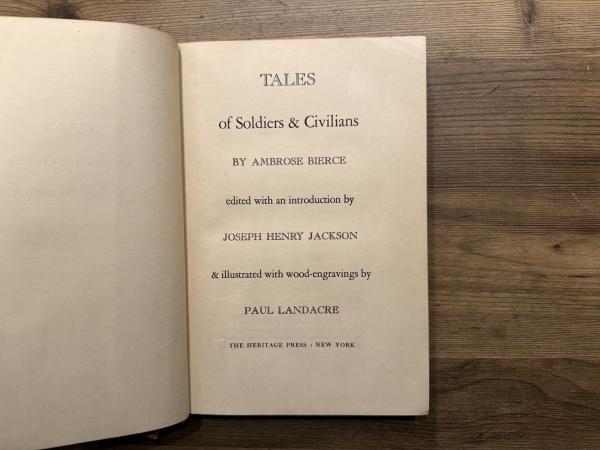 TALES
of Soldiers & Civilians
BY AMBROSE BIERCE
edited with an introduction by
JOSEPH HENRY JACKSON
& illustrated with wood-engravings by
PAUL LANDACRE
THE HERITAGE PRESS : NEW YORK